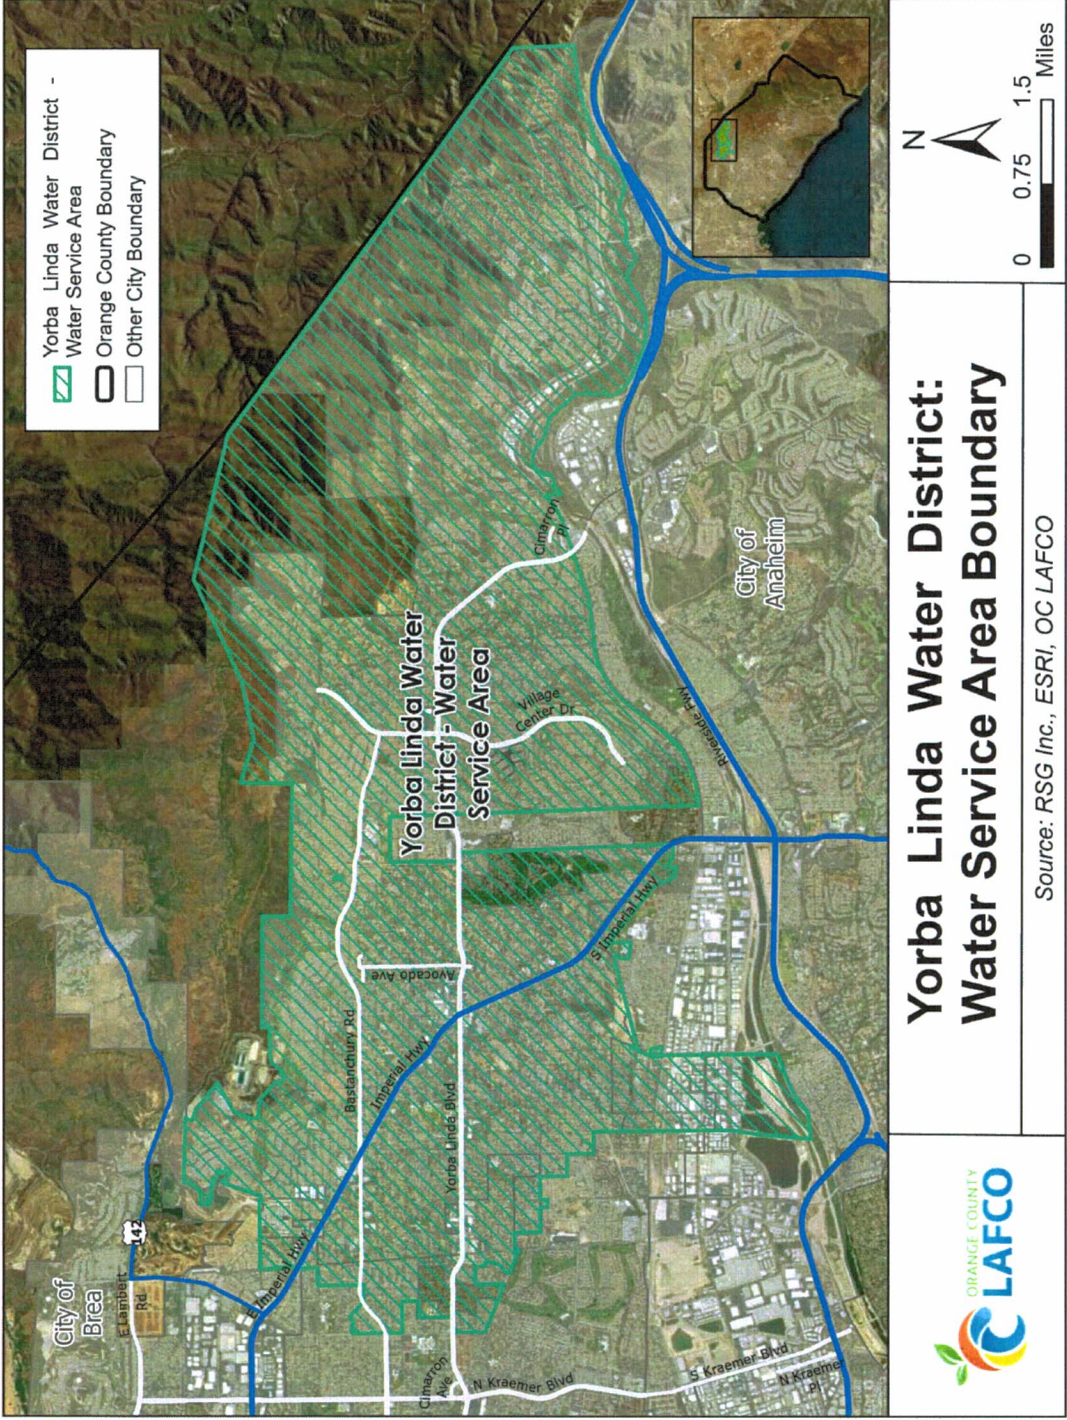 Yorba Linda Water District -
Water Service Area
Orange County Boundary
Other City Boundary
City of
Brea
E Lambert
Rd
142
E Imperial Hwy
Bastanchury Rd
Imperial Hwy
Avocado Ave
Yorba Linda Blvd
S Imperial Hwy
Cimarron
Ave
N Kraemer Blvd
S Kraemer Blvd
N Kraemer
Pl
Yorba Linda Water
District - Water
Service Area
Village
Center Dr
Cimarron
Pl
Riverside Fwy
City of
Anaheim
ORANGE COUNTY
LAFCO
Yorba Linda Water District:
Water Service Area Boundary
Source: RSG Inc., ESRI, OC LAFCO
N
0 0.75 1.5
Miles